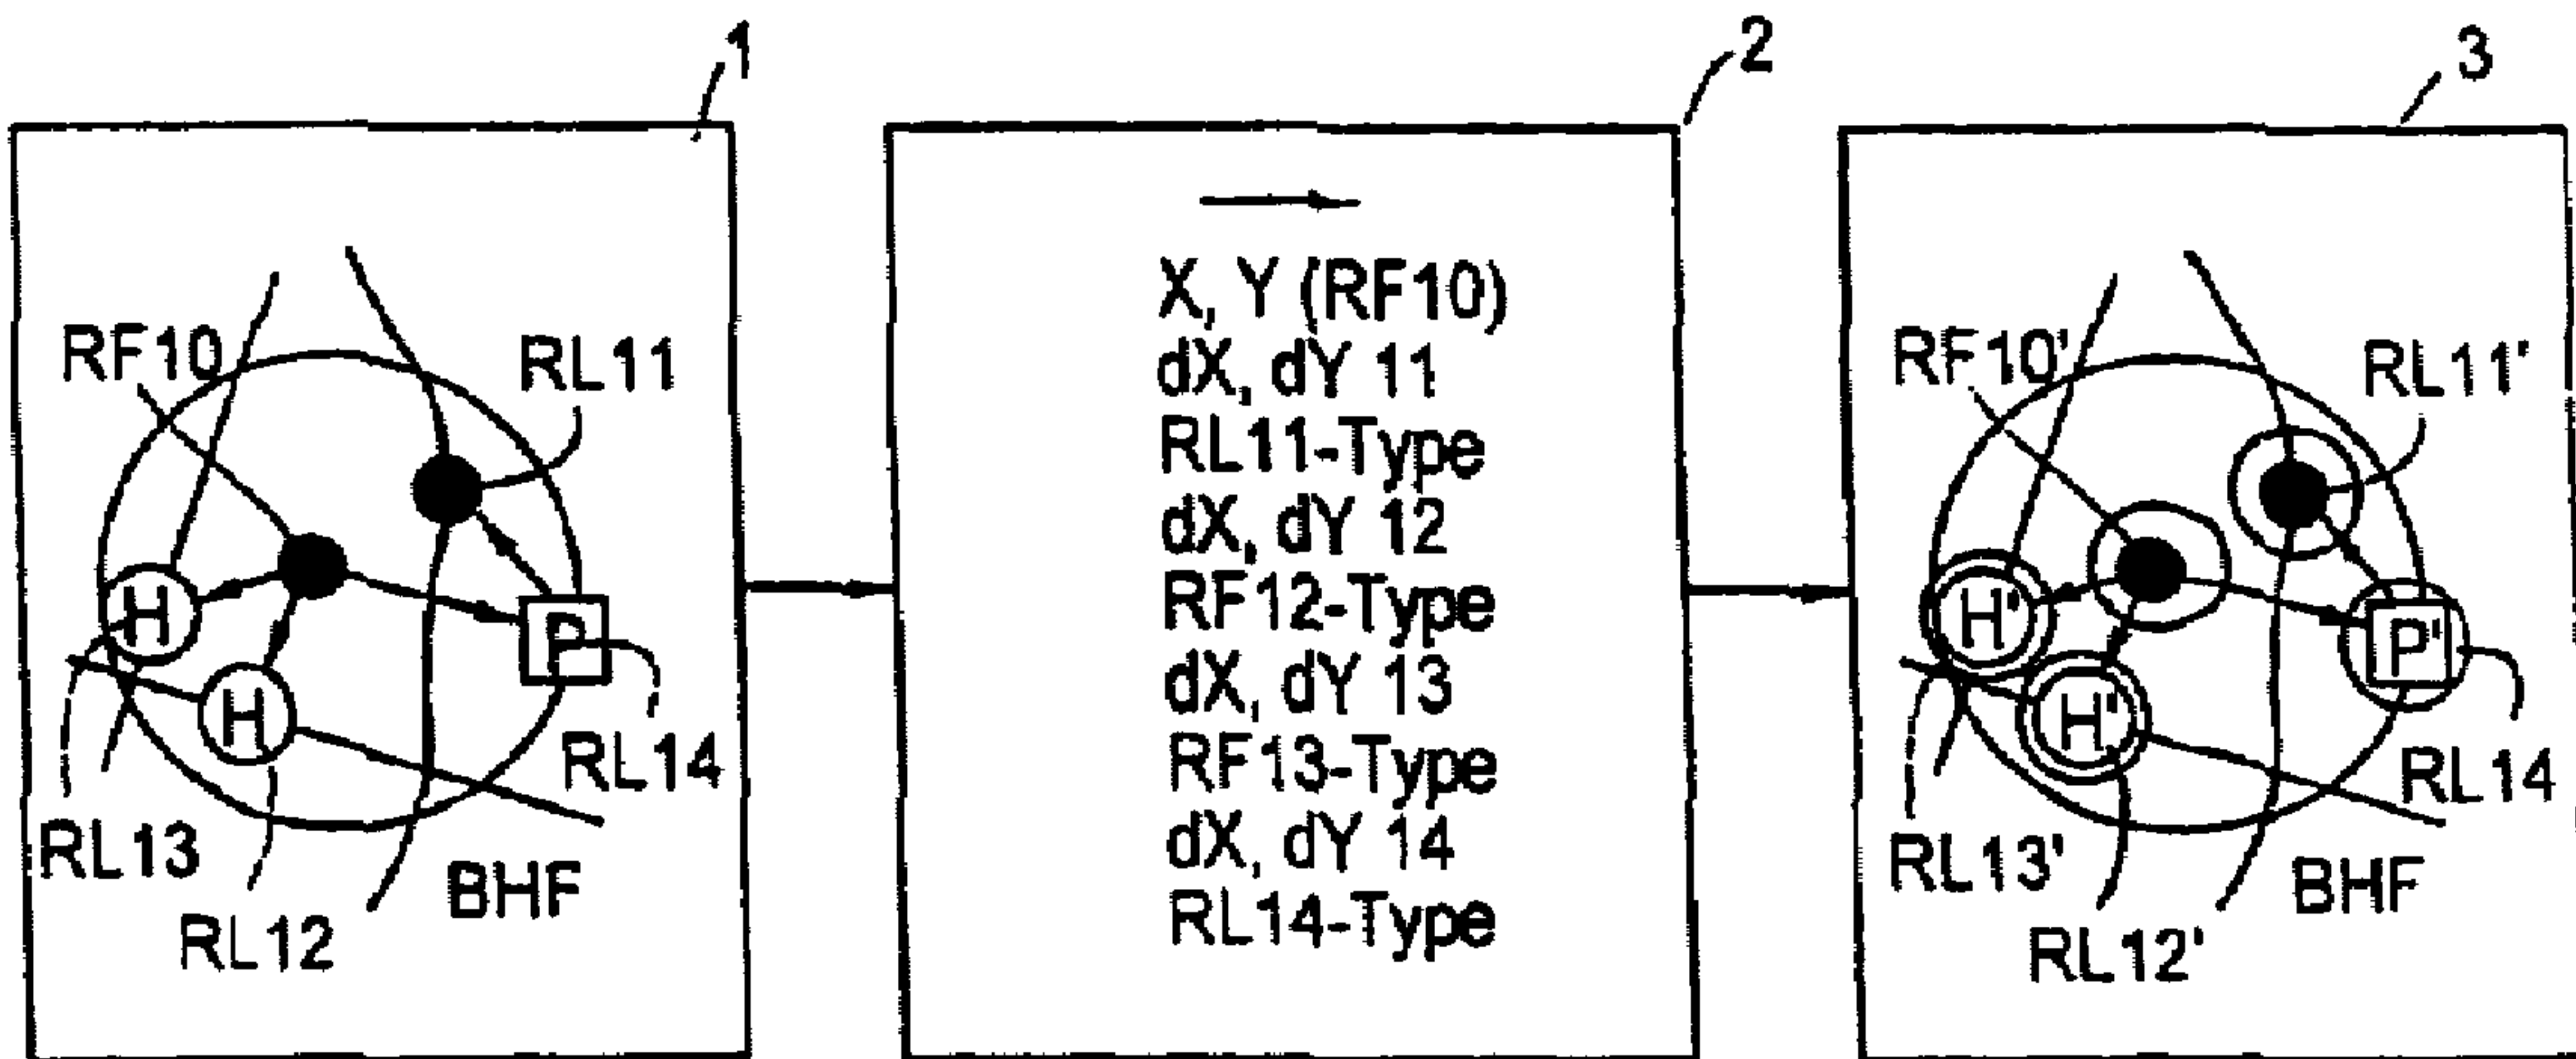 1
2
3
RF10
RL11
H
H
P
RL14
RL13
BHF
RL12
X, Y (RF10)
dX, dY 11
RL11-Type
dX, dY 12
RF12-Type
dX, dY 13
RF13-Type
dX, dY 14
RL14-Type
RF10'
RL11'
H'
H'
P'
RL14
RL13'
BHF
RL12'